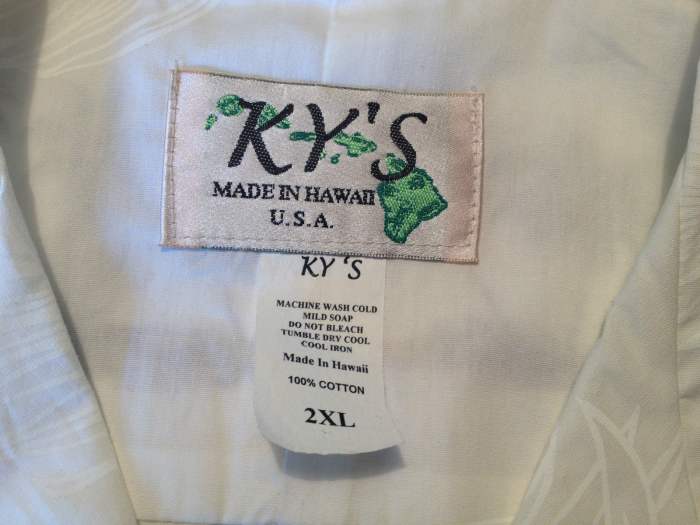 KY'S
MADE IN HAWAII
U.S.A.
KY 'S
MACHINE WASH COLD
MILD SOAP
DO NOT BLEACH
TUMBLE DRY COOL
COOL IRON
Made In Hawaii
100% COTTON
2XL